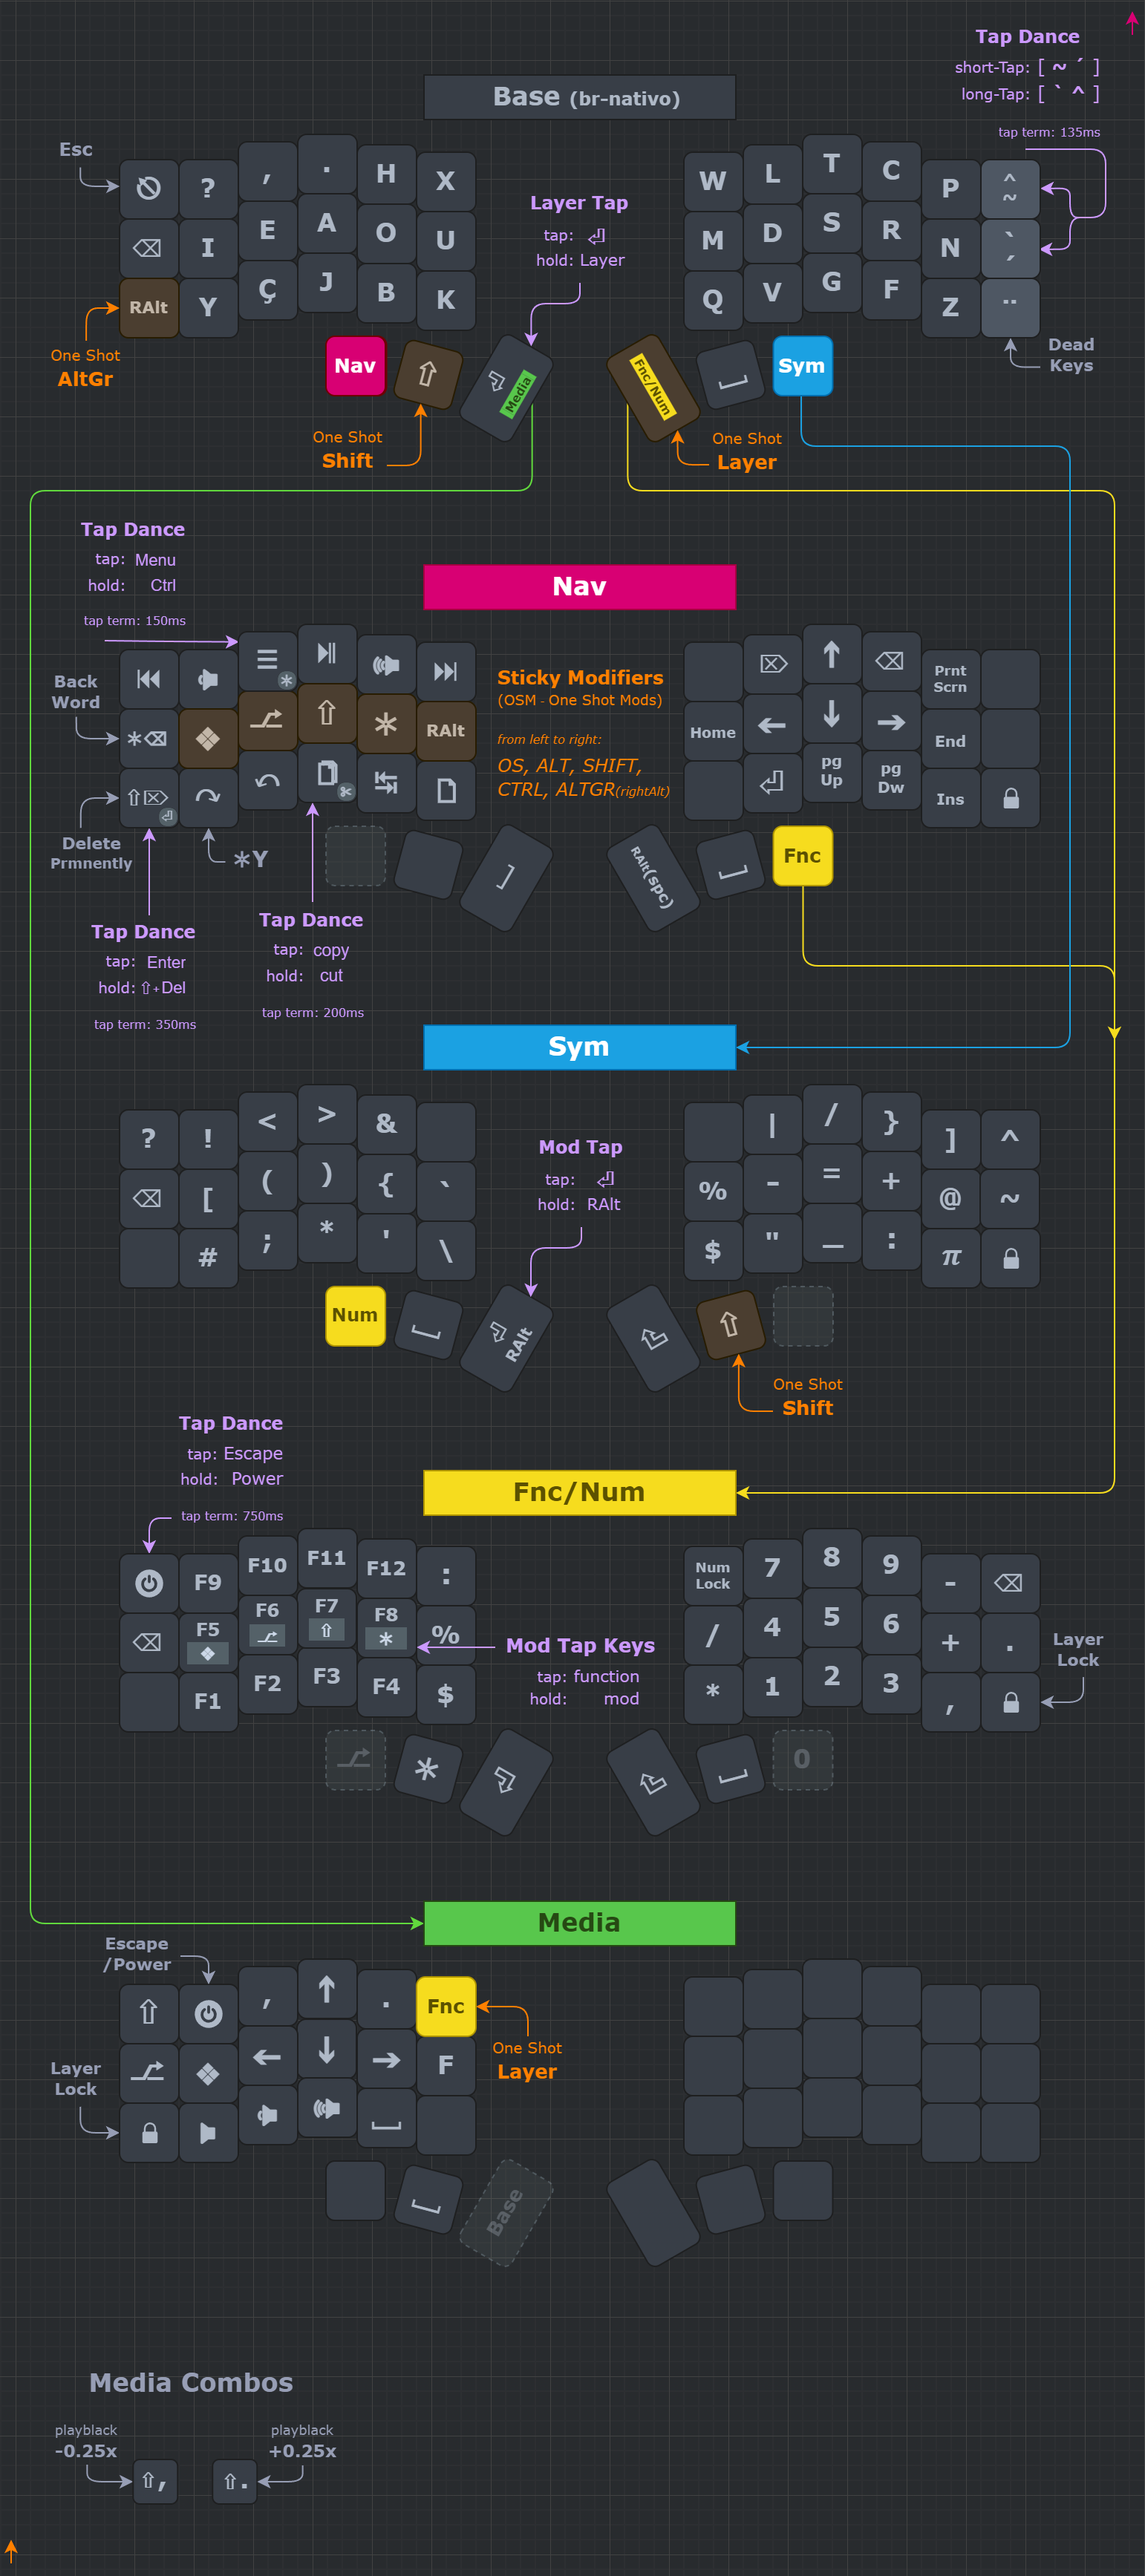 Tap Dance
short-Tap: [ ~ ´ ]
long-Tap: [ ` ^ ]
tap term: 135ms
Base (br-nativo)
Esc
? , . H X
W L T C P ^ ~
I E A O U
M D S R N ` ´
RAlt Y Ç J B K
Q V G F Z ¨
Layer Tap
tap: ⏎
hold: Layer
One Shot
AltGr
Nav ⇧ Media
Fnc/Num Sym
Dead
Keys
One Shot
Shift
One Shot
Layer
Tap Dance
tap: Menu
hold: Ctrl
tap term: 150ms
Nav
Back
Word
Sticky Modifiers
(OSM - One Shot Mods)
from left to right:
OS, ALT, SHIFT,
CTRL, ALTGR(rightAlt)
RAlt
Prnt
Scrn
Home ← ↓ → End
↑
pg
Up
pg
Dw
Ins
Delete
Prmnently
*Y
]
RAlt(spc)
Fnc
Tap Dance
tap: Enter
hold: ⇧+Del
tap term: 350ms
Tap Dance
tap: copy
hold: cut
tap term: 200ms
Sym
? ! < > &
| / } ] ^
[ ( ) { `
% - = + @ ~
# ; * ' \
$ " _ : π
Mod Tap
tap: ⏎
hold: RAlt
Num
RAlt
One Shot
Shift
Tap Dance
tap: Escape
hold: Power
tap term: 750ms
Fnc/Num
F9 F10 F11 F12 :
Num
Lock
7 8 9 -
F5 F6 F7 F8 %
/ 4 5 6 + .
F1 F2 F3 F4 $
* 1 2 3 ,
Mod Tap Keys
tap: function
hold: mod
Layer
Lock
0
Media
Escape
/Power
, ↑ . Fnc
← ↓ → F
One Shot
Layer
Layer
Lock
Base
Media Combos
playblack
-0.25x
playblack
+0.25x
⇧,
⇧.